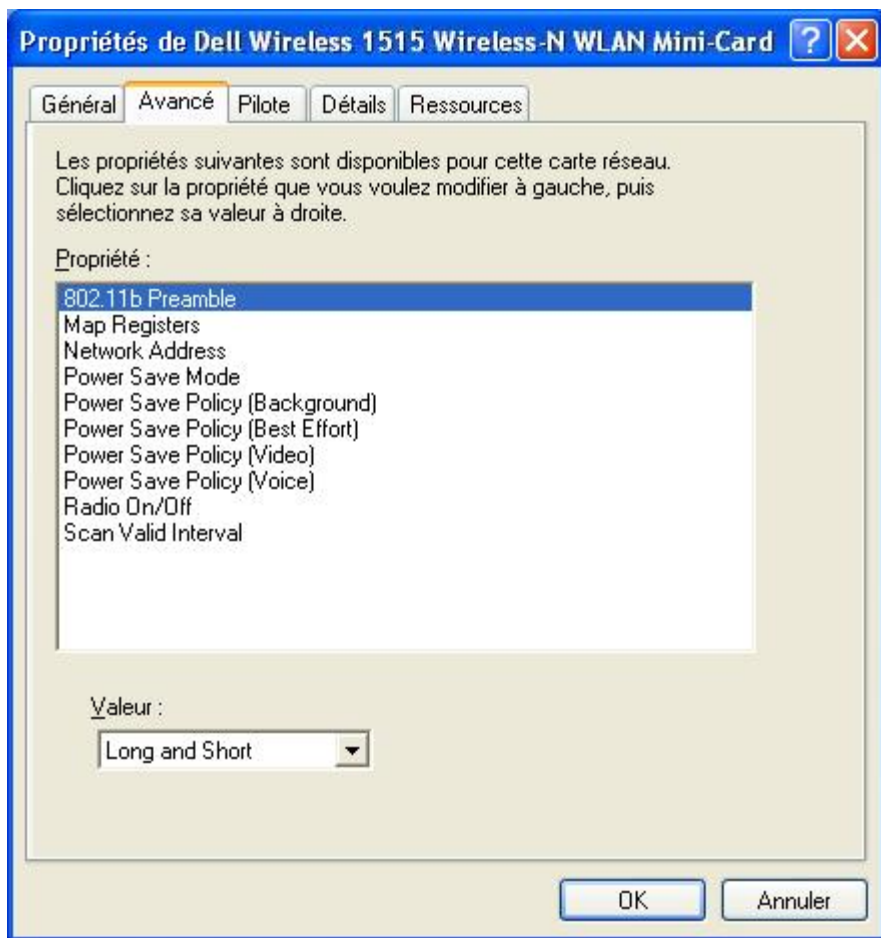 Propriétés de Dell Wireless 1515 Wireless-N WLAN Mini-Card ? X
Général Avancé Pilote Détails Ressources
Les propriétés suivantes sont disponibles pour cette carte réseau.
Cliquez sur la propriété que vous voulez modifier à gauche, puis
sélectionnez sa valeur à droite.
Propriété :
802.11b Preamble
Map Registers
Network Address
Power Save Mode
Power Save Policy (Background)
Power Save Policy (Best Effort)
Power Save Policy (Video)
Power Save Policy (Voice)
Radio On/Off
Scan Valid Interval
Valeur :
Long and Short
OK Annuler